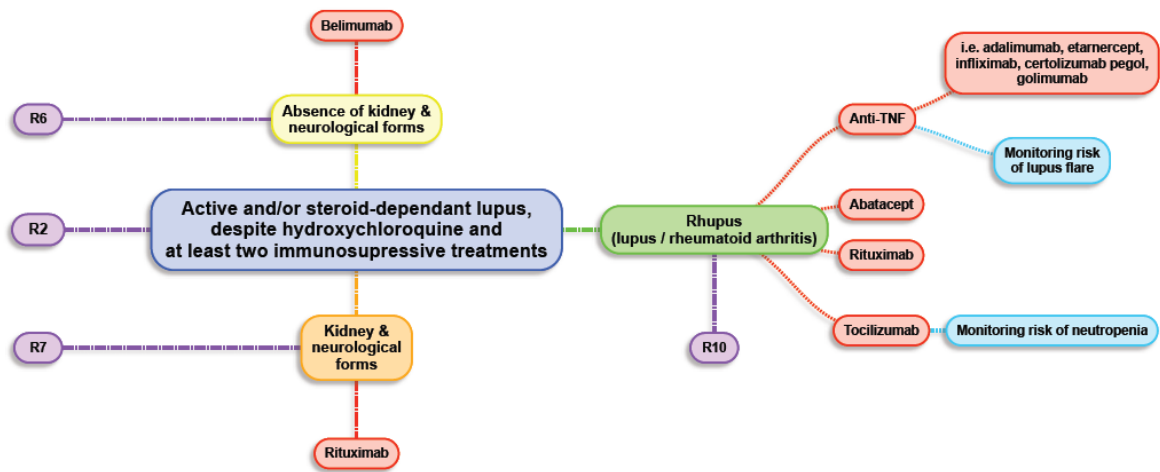 Belimumab
i.e. adalimumab, etarnercept,
infliximab, certolizumab pegol,
golimumab
R6
Absence of kidney &
neurological forms
Anti-TNF
Monitoring risk
of lupus flare
R2
Active and/or steroid-dependant lupus,
despite hydroxychloroquine and
at least two immunosupressive treatments
Rhupus
(lupus / rheumatoid arthritis)
Abatacept
Rituximab
R7
Kidney &
neurological
forms
R10
Tocilizumab
Monitoring risk of neutropenia
Rituximab